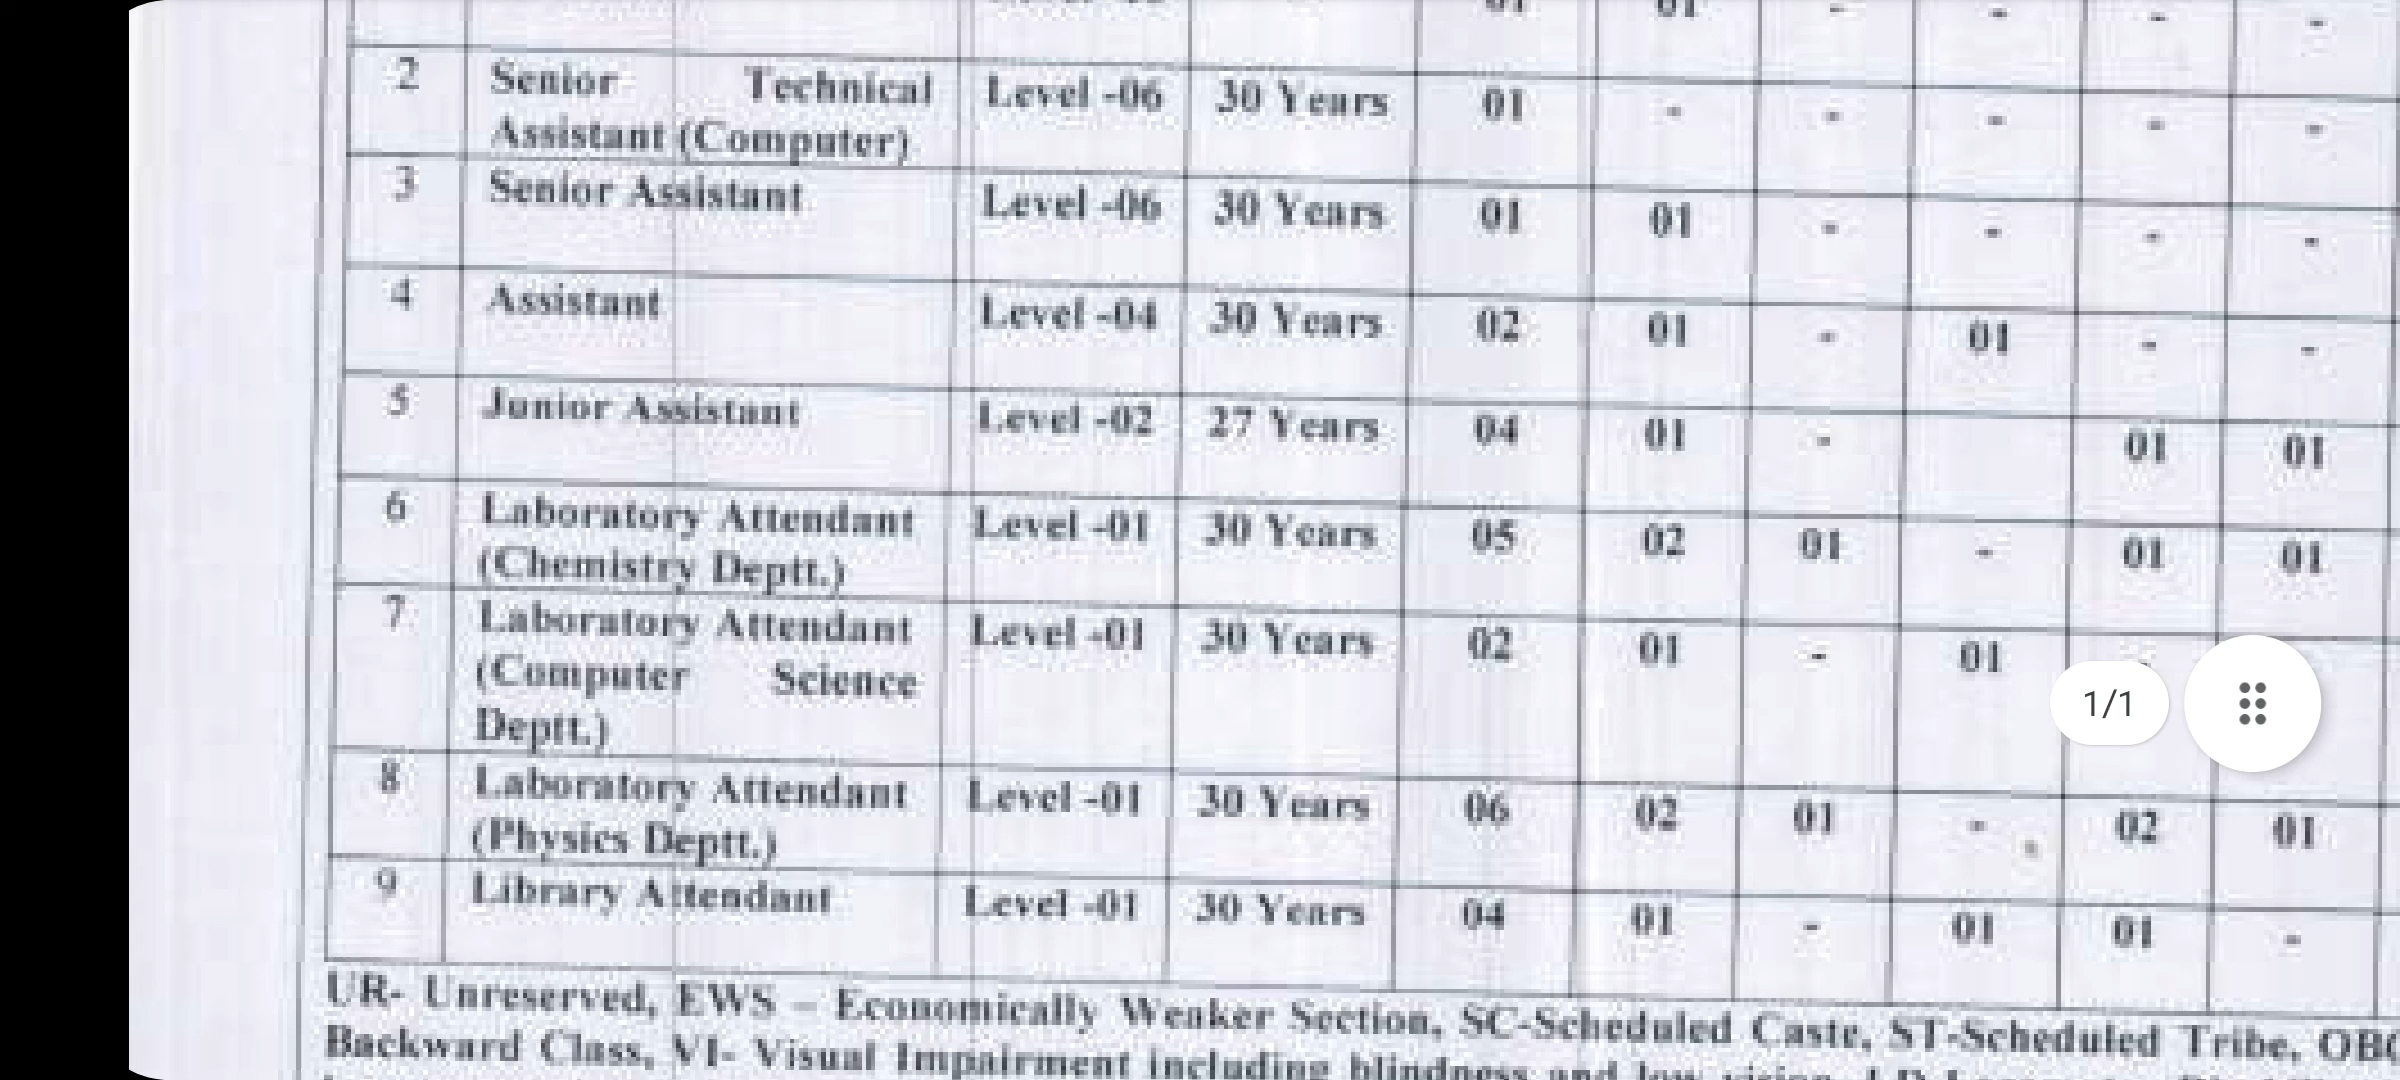 01 01 - - - -
2 Senior Technical Level -06 30 Years 01 - - - - -
Assistant (Computer)
3 Senior Assistant Level -06 30 Years 01 01 - - - -
4 Assistant Level -04 30 Years 02 01 - 01 - -
5 Junior Assistant Level -02 27 Years 04 01 - 01 01
6 Laboratory Attendant Level -01 30 Years 05 02 01 - 01 01
(Chemistry Deptt.)
7 Laboratory Attendant Level -01 30 Years 02 01 - 01 -
(Computer Science
Deptt.)
1/1
8 Laboratory Attendant Level -01 30 Years 06 02 01 - 02 01
(Physics Deptt.)
9 Library Attendant Level -01 30 Years 04 01 - 01 01 -
UR- Unreserved, EWS – Economically Weaker Section, SC-Scheduled Caste, ST-Scheduled Tribe, OBC
Backward Class, VI- Visual Impairment including blindness and low vision,